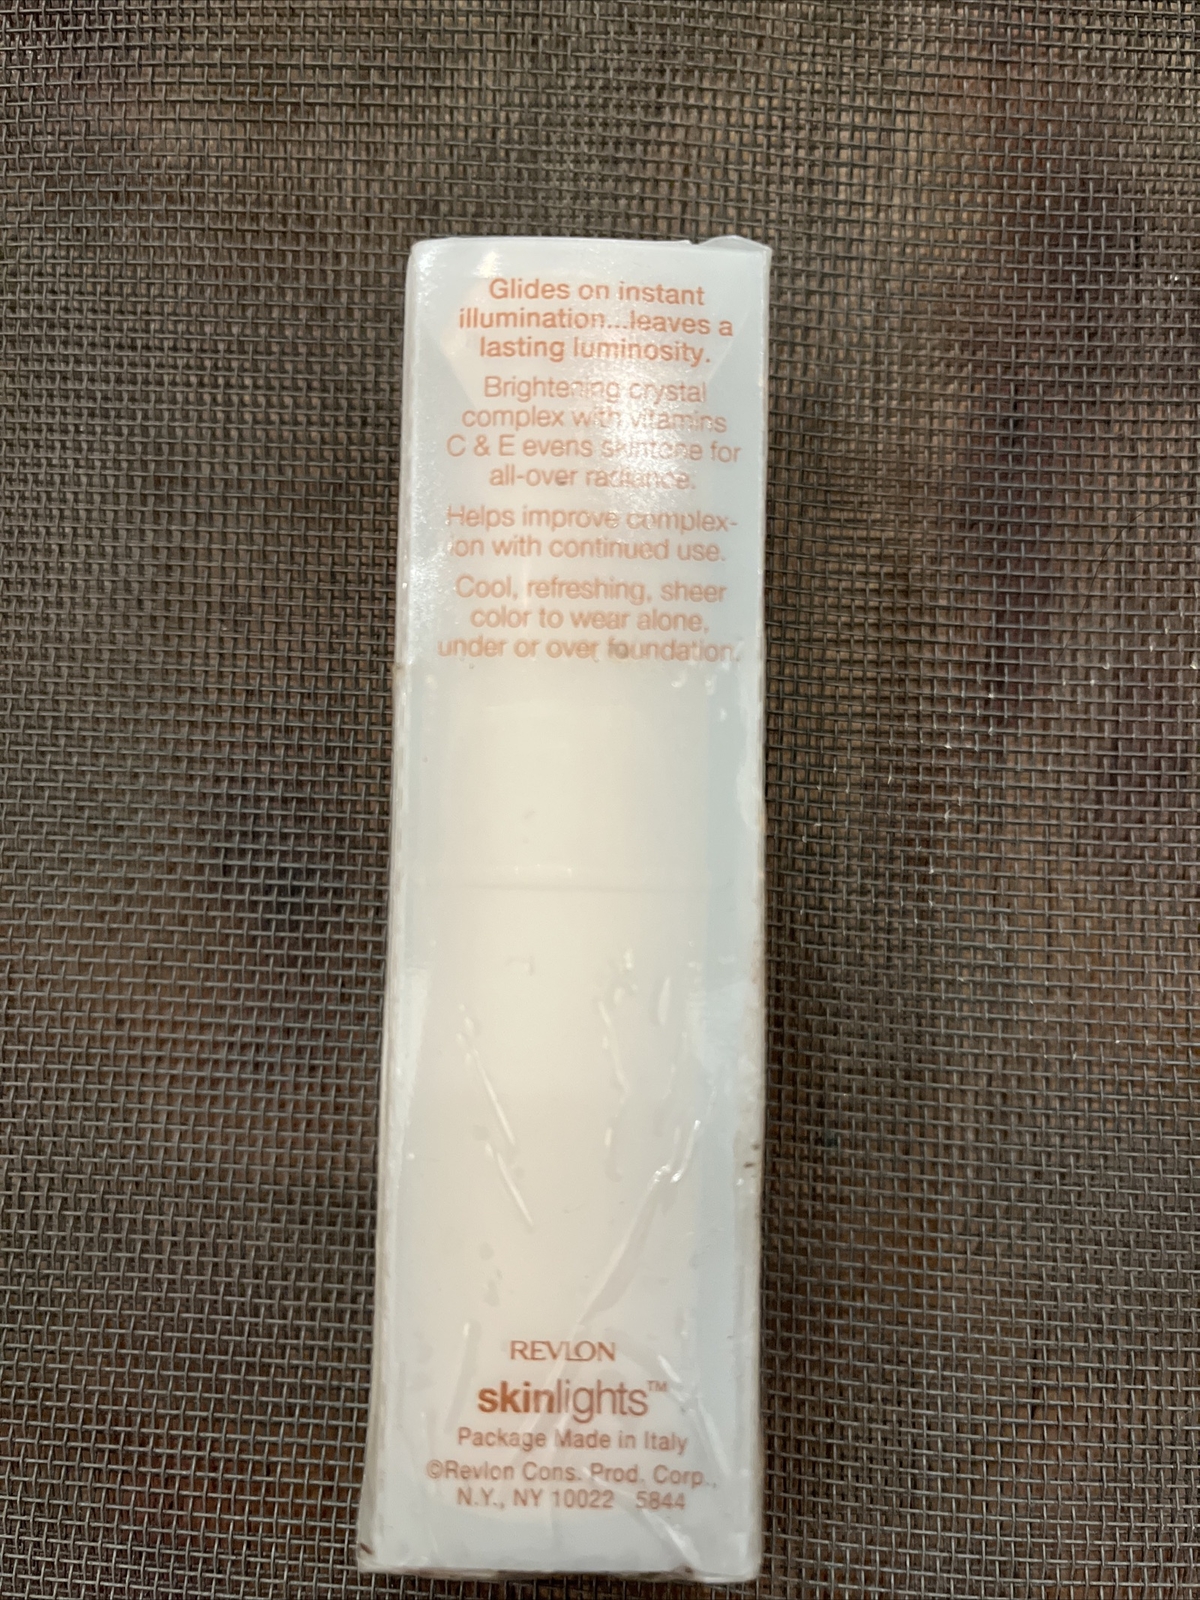 Glides on instant
illumination...leaves a
lasting luminosity.
Brightening crystal
complex with vitamins
C & E evens skintone for
all-over radiance.
Helps improve complex-
ion with continued use.
Cool, refreshing, sheer
color to wear alone,
under or over foundation.
REVLON
skinlights™
Package Made in Italy
©Revlon Cons. Prod. Corp.,
N.Y., NY 10022 5844